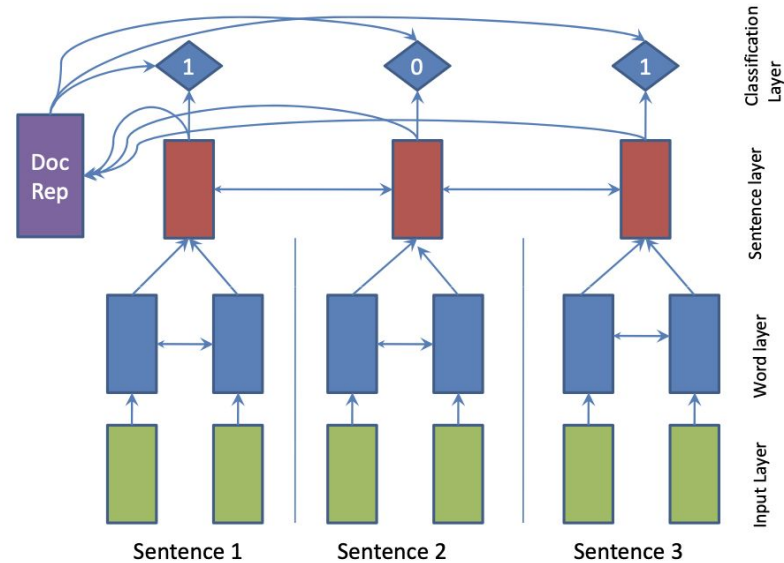 1
0
1
Classification
Layer
Doc
Rep
Sentence layer
Word layer
Input Layer
Sentence 1
Sentence 2
Sentence 3